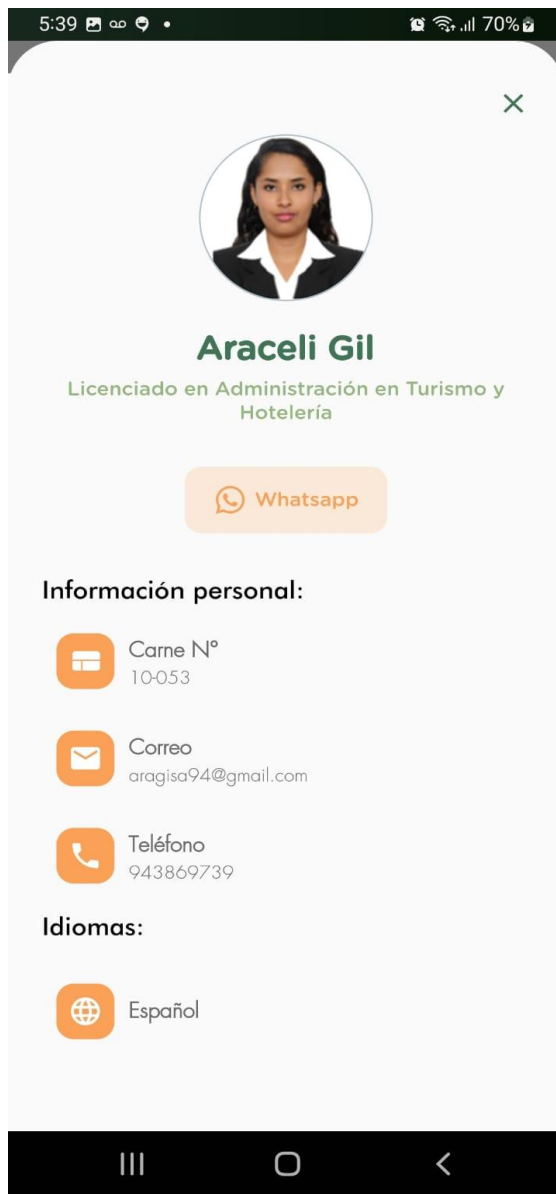 5:39
70%
Araceli Gil
Licenciado en Administración en Turismo y
Hotelería
Whatsapp
Información personal:
Carne Nº
10-053
Correo
aragisa94@gmail.com
Teléfono
943869739
Idiomas:
Español